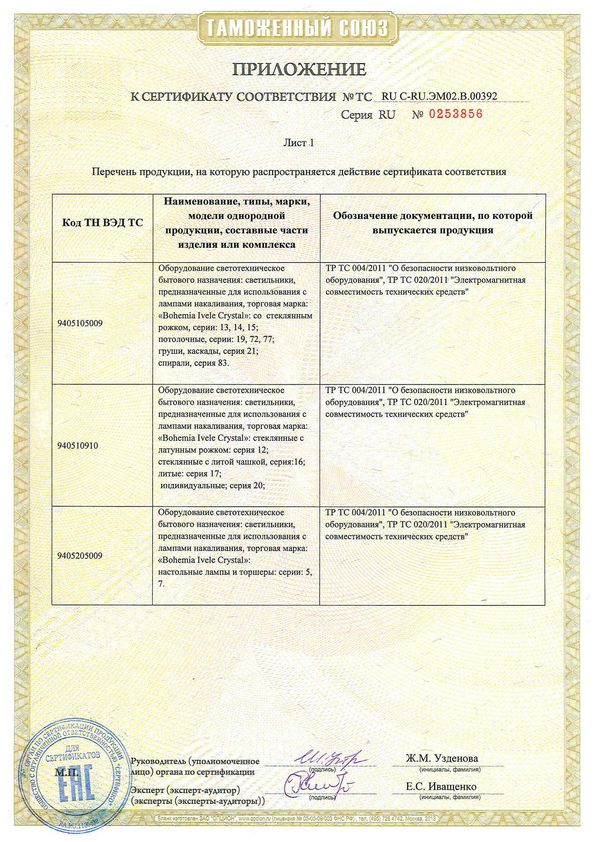 ТАМОЖЕННЫЙ СОЮЗ
ПРИЛОЖЕНИЕ
К СЕРТИФИКАТУ СООТВЕТСТВИЯ № ТС RU C-RU.ЭМ02.В.00392
Серия RU № 0253856
Лист 1
Перечень продукции, на которую распространяется действие сертификата соответствия
Код ТН ВЭД ТС
Наименование, типы, марки,
модели однородной
продукции, составные части
изделия или комплекса
Обозначение документации, по которой
выпускается продукция
9405105009
Оборудование светотехническое
бытового назначения: светильники,
предназначенные для использования с
лампами накаливания, торговая марка:
«Bohemia Ivele Crystal»: со стеклянным
рожком, серии: 13, 14, 15;
потолочные, серии: 19, 72, 77;
груши, каскады, серия 21;
спирали, серия 83.
ТР ТС 004/2011 "О безопасности низковольтного
оборудования", ТР ТС 020/2011 "Электромагнитная
совместимость технических средств"
940510910
Оборудование светотехническое
бытового назначения: светильники,
предназначенные для использования с
лампами накаливания, торговая марка:
«Bohemia Ivele Crystal»: стеклянные с
латунным рожком: серия 12;
стеклянные с литой чашкой, серия:16;
литые: серия 17;
индивидуальные; серия 20;
ТР ТС 004/2011 "О безопасности низковольтного
оборудования", ТР ТС 020/2011 "Электромагнитная
совместимость технических средств"
9405205009
Оборудование светотехническое
бытового назначения: светильники,
предназначенные для использования с
лампами накаливания, торговая марка:
«Bohemia Ivele Crystal»:
настольные лампы и торшеры: серии: 5,
7.
ТР ТС 004/2011 "О безопасности низковольтного
оборудования", ТР ТС 020/2011 "Электромагнитная
совместимость технических средств"
ДЛЯ
СЕРТИФИКАТОВ
М.П.
ЕАС
Руководитель (уполномоченное
лицо) органа по сертификации
(подпись)
Ж.М. Узденова
(инициалы, фамилия)
Эксперт (эксперт-аудитор)
(эксперты (эксперты-аудиторы))
(подпись)
Е.С. Иващенко
(инициалы, фамилия)